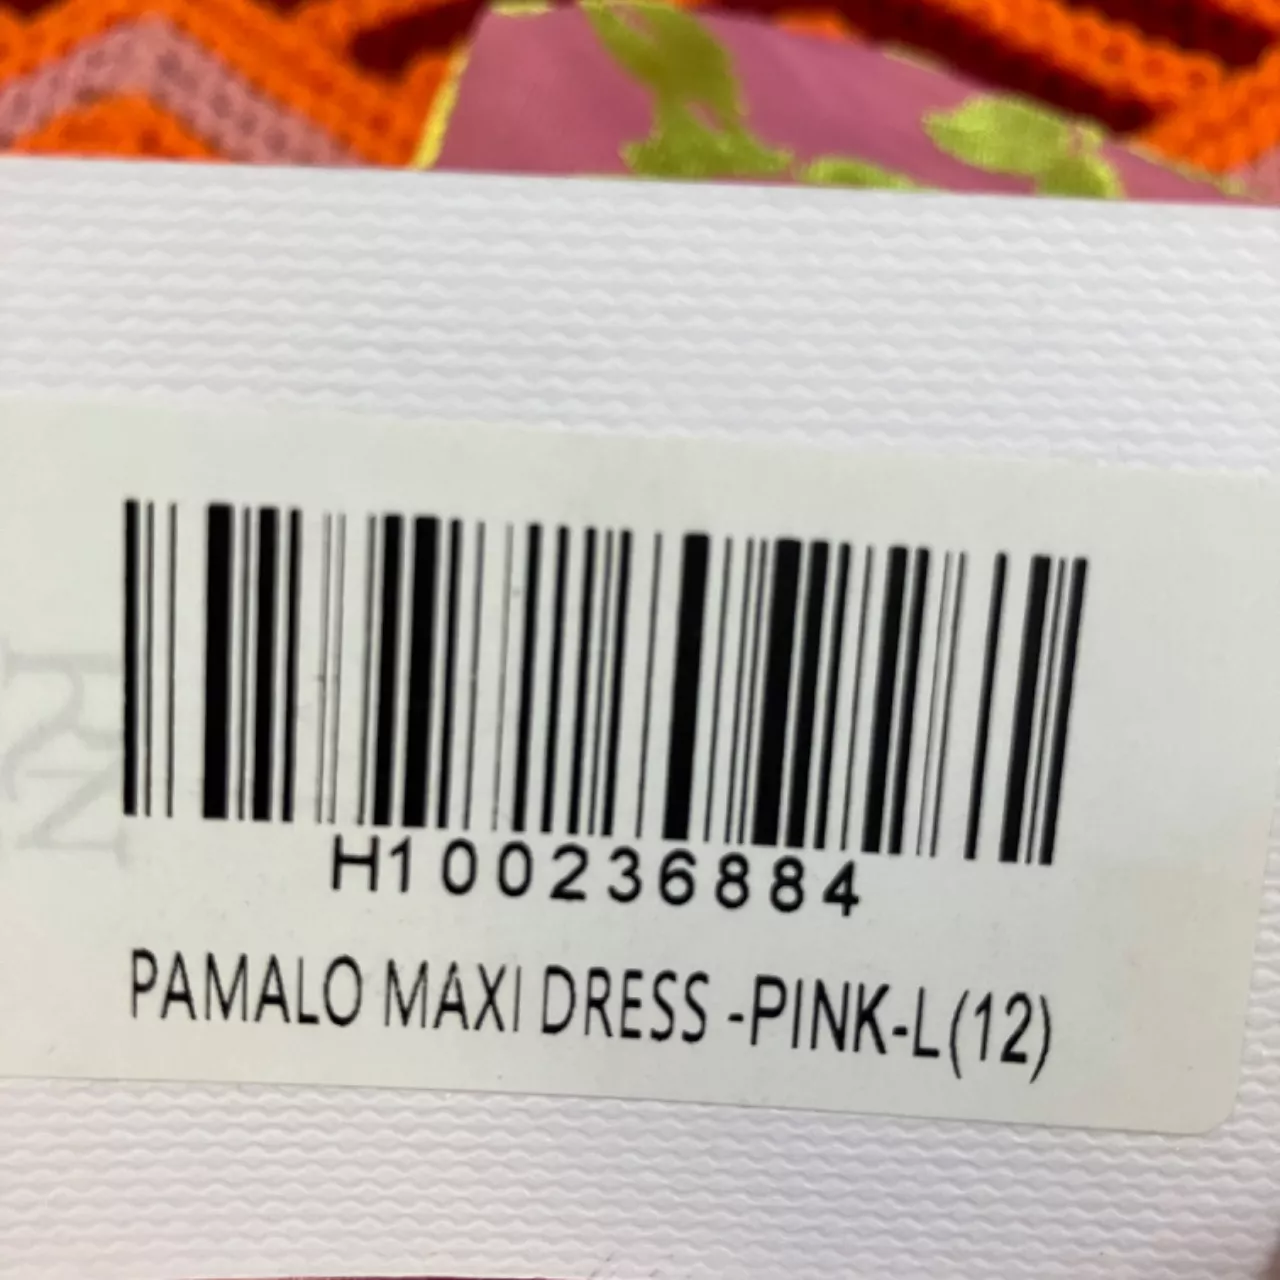 H100236884
PAMALO MAXI DRESS -PINK-L(12)